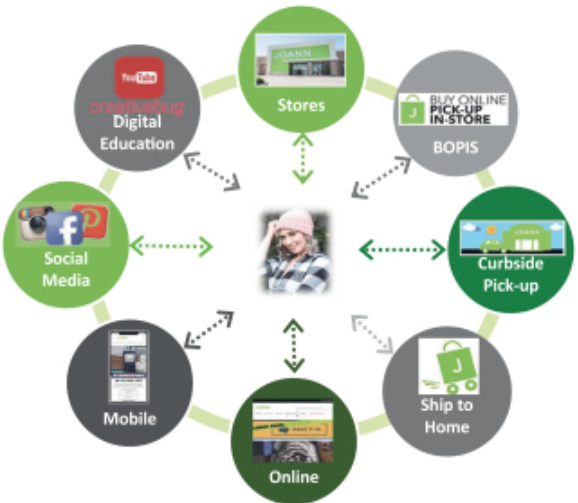 JOANN
Stores
BUY ONLINE
PICK-UP
IN-STORE
J
BOPIS
JOANN
Curbside
Pick-up
J
Ship to
Home
Online
Mobile
Social
Media
YouTube
creativebug
Digital
Education